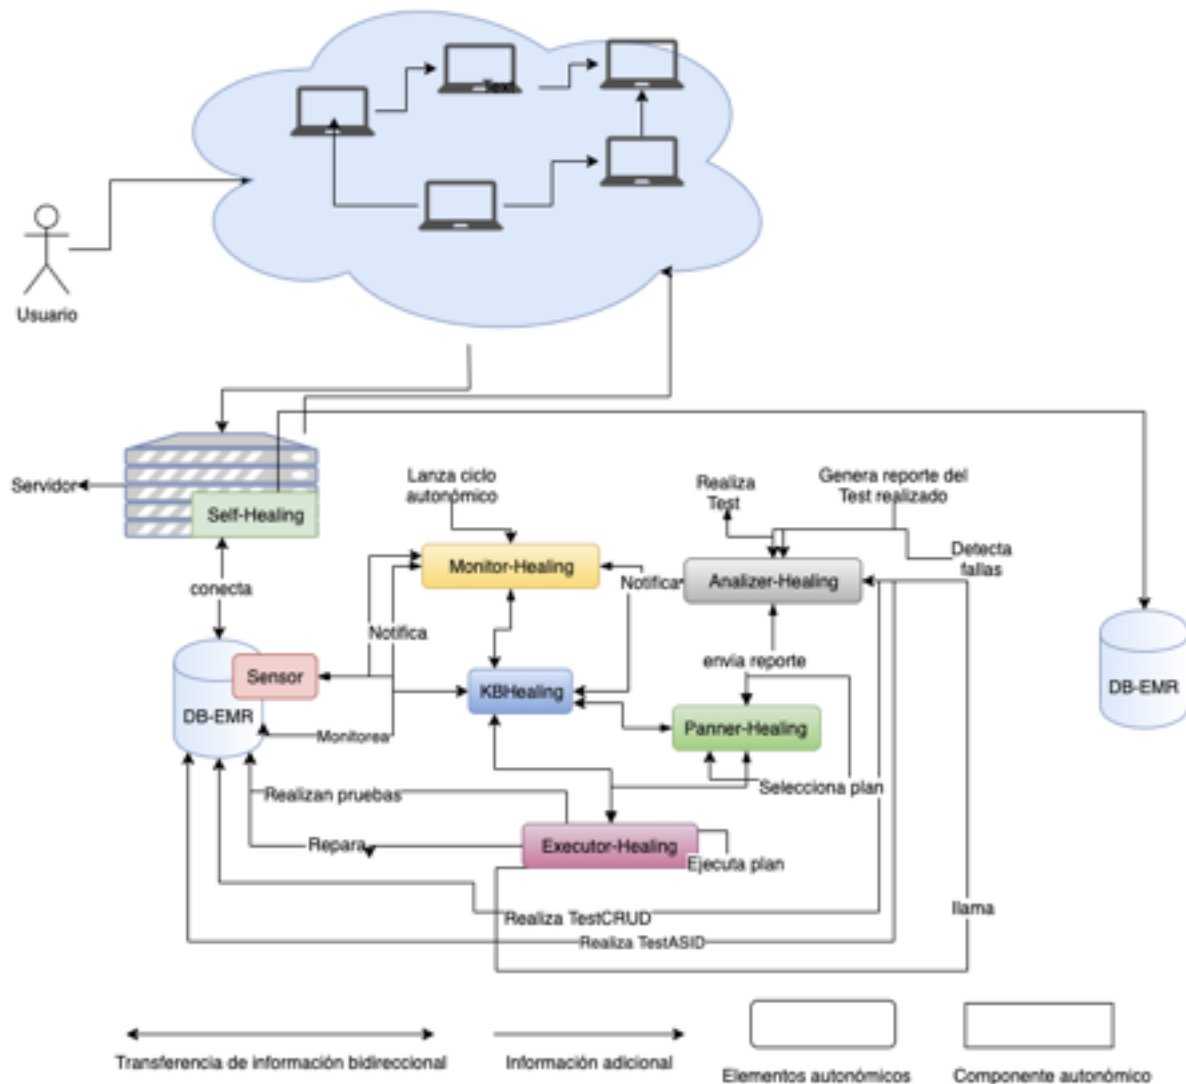 Text
Usuario
Servidor
Self-Healing
Lanza ciclo
autonómico
Realiza
Test
Genera reporte del
Test realizado
Detecta
fallas
Monitor-Healing
Notifica
Analizer-Healing
conecta
Notifica
envia reporte
Sensor
KBHealing
DB-EMR
DB-EMR
Panner-Healing
Monitorea
Selecciona plan
Realizan pruebas
Repara
Executor-Healing
Ejecuta plan
Realiza TestCRUD
llama
Realiza TestASID
Transferencia de información bidireccional
Información adicional
Elementos autonómicos
Componente autonómico